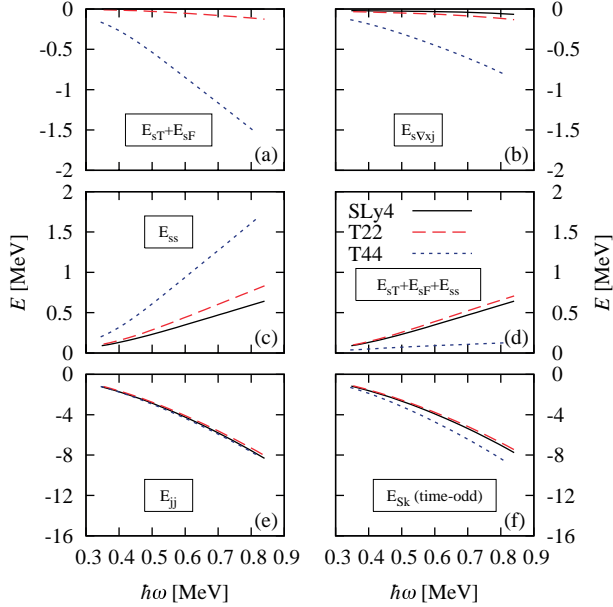 0
-0.5
-1
-1.5
-2
E_sT+E_sF
(a)
0
-0.5
-1
-1.5
-2
E_s∇xj
(b)
2
1.5
1
0.5
0
E [MeV]
E_ss
(c)
2
1.5
1
0.5
0
E [MeV]
SLy4
T22
T44
E_sT+E_sF+E_ss
(d)
0
-4
-8
-12
-16
E_jj
(e)
0
-4
-8
-12
-16
E_Sk (time-odd)
(f)
0.3 0.4 0.5 0.6 0.7 0.8 0.9
0.3 0.4 0.5 0.6 0.7 0.8 0.9
ℏω [MeV]
ℏω [MeV]